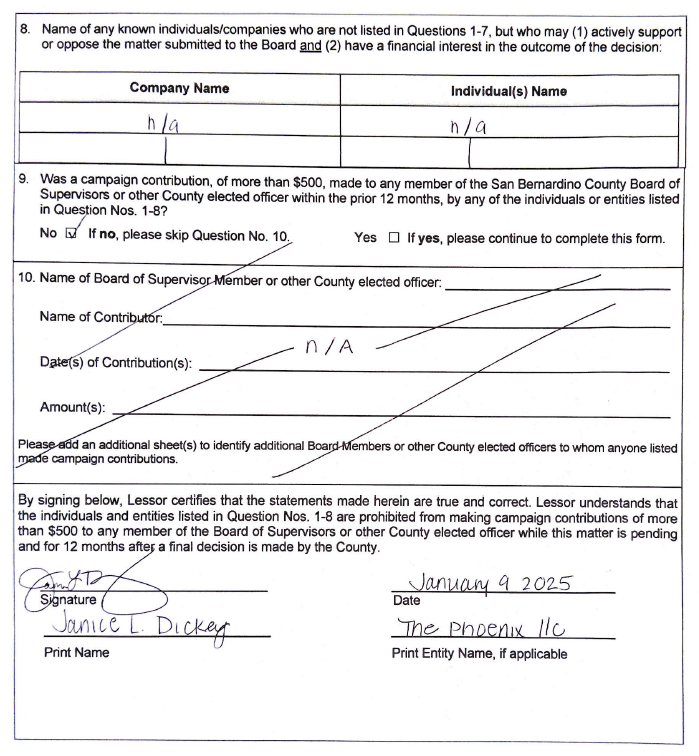 8. Name of any known individuals/companies who are not listed in Questions 1-7, but who may (1) actively support
or oppose the matter submitted to the Board and (2) have a financial interest in the outcome of the decision:
Company Name Individual(s) Name
n/a n/a
9. Was a campaign contribution, of more than $500, made to any member of the San Bernardino County Board of
Supervisors or other County elected officer within the prior 12 months, by any of the individuals or entities listed
in Question Nos. 1-8?
No ☑ If no, please skip Question No. 10. Yes ☐ If yes, please continue to complete this form.
10. Name of Board of Supervisor Member or other County elected officer:
Name of Contributor:
n/A
Date(s) of Contribution(s):
Amount(s):
Please add an additional sheet(s) to identify additional Board Members or other County elected officers to whom anyone listed
made campaign contributions.
By signing below, Lessor certifies that the statements made herein are true and correct. Lessor understands that
the individuals and entities listed in Question Nos. 1-8 are prohibited from making campaign contributions of more
than $500 to any member of the Board of Supervisors or other County elected officer while this matter is pending
and for 12 months after a final decision is made by the County.
January 9 2025
Signature Date
Janice L. Dickey The Phoenix llc
Print Name Print Entity Name, if applicable